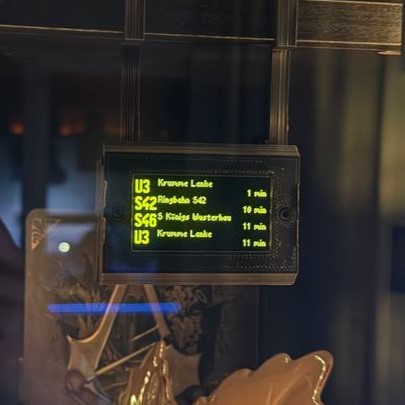 U3 Krumme Lanke 1 min
S42 Ringbahn S42 10 min
S46 S Königs Wusterhau 11 min
U3 Krumme Lanke 11 min